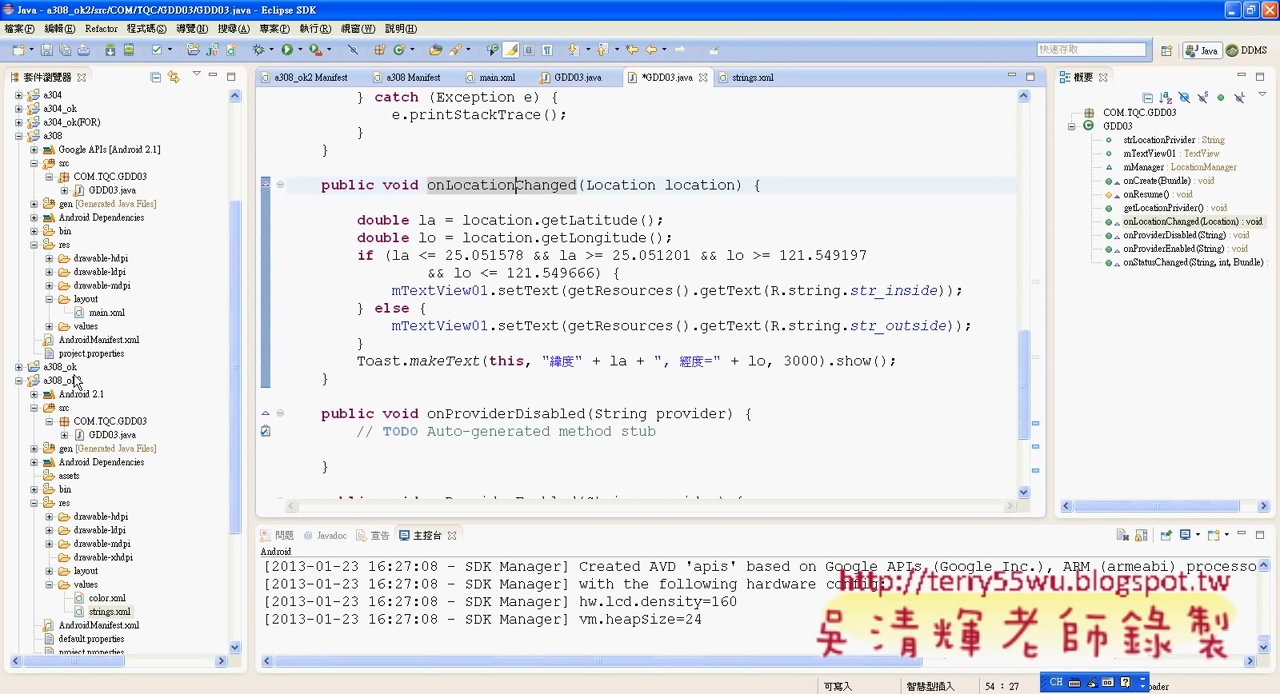 Java - a308_ok2/src/COM/TQC/GDD03/GDD03.java - Eclipse SDK
檔案(F) 編輯(E) Refactor 程式碼(S) 導覽(N) 搜尋(A) 專案(P) 執行(R) 視窗(W) 說明(H)
快速存取
Java
DDMS
套件瀏覽器
a304
a304_ok
a304_ok(FOR)
a308
Google APIs [Android 2.1]
src
COM.TQC.GDD03
GDD03.java
gen [Generated Java Files]
Android Dependencies
bin
res
drawable-hdpi
drawable-ldpi
drawable-mdpi
layout
main.xml
values
AndroidManifest.xml
project.properties
a308_ok
Android 2.1
src
COM.TQC.GDD03
GDD03.java
gen [Generated Java Files]
Android Dependencies
assets
bin
res
drawable-hdpi
drawable-ldpi
drawable-mdpi
drawable-xhdpi
layout
values
color.xml
strings.xml
AndroidManifest.xml
default.properties
project.properties
a308_ok2 Manifest a308 Manifest main.xml GDD03.java *GDD03.java strings.xml
} catch (Exception e) {
e.printStackTrace();
}
}
public void onLocationChanged(Location location) {
double la = location.getLatitude();
double lo = location.getLongitude();
if (la <= 25.051578 && la >= 25.051201 && lo >= 121.549197
&& lo <= 121.549666) {
mTextView01.setText(getResources().getText(R.string.str_inside));
} else {
mTextView01.setText(getResources().getText(R.string.str_outside));
}
Toast.makeText(this, "緯度" + la + ", 經度=" + lo, 3000).show();
}
public void onProviderDisabled(String provider) {
// TODO Auto-generated method stub
}
概要
COM.TQC.GDD03
GDD03
strLocationProvider : String
mTextView01 : TextView
mManager : LocationManager
onCreate(Bundle) : void
onResume() : void
getLocationPrivider() : void
onLocationChanged(Location) : void
onProviderDisabled(String) : void
onProviderEnabled(String) : void
onStatusChanged(String, int, Bundle) :
問題 Javadoc 宣告 主控台
Android
[2013-01-23 16:27:08 - SDK Manager] Created AVD 'apis' based on Google APIs (Google Inc.), ARM (armeabi) processo
[2013-01-23 16:27:08 - SDK Manager] with the following hardware config:
[2013-01-23 16:27:08 - SDK Manager] hw.lcd.density=160
[2013-01-23 16:27:08 - SDK Manager] vm.heapSize=24
http://terry55wu.blogspot.tw
吳清輝老師錄製
可寫入 智慧型插入 54 : 27
CH